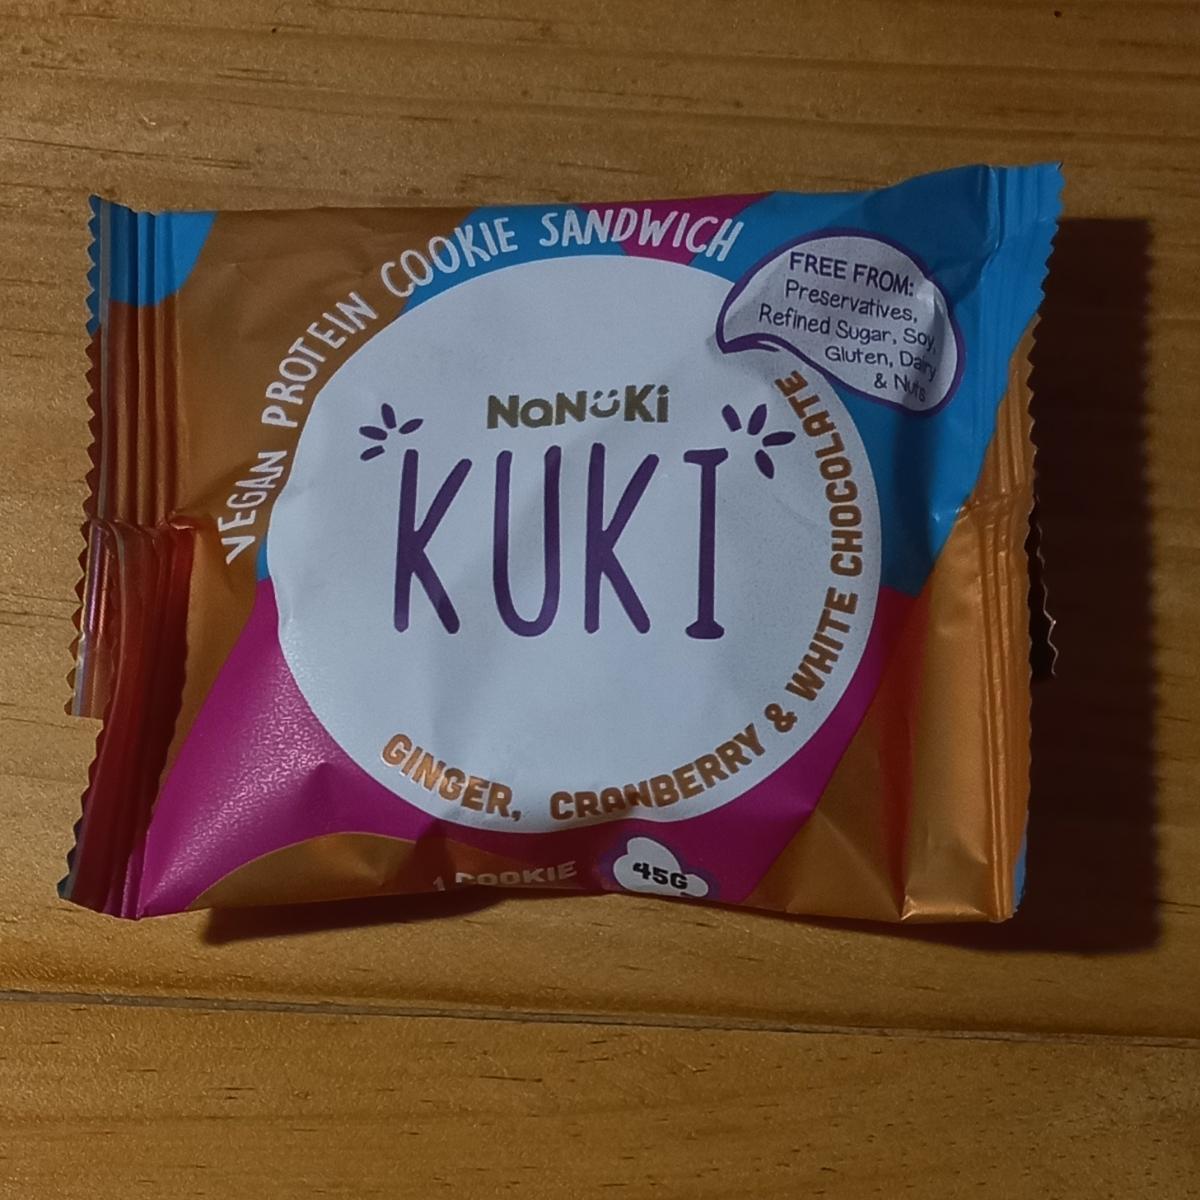 VEGAN PROTEIN COOKIE SANDWICH
FREE FROM:
Preservatives,
Refined Sugar, Soy,
Gluten, Dairy
& Nuts
NaNüKi
KUKI
GINGER, CRANBERRY & WHITE CHOCOLATE
1 COOKIE
45G